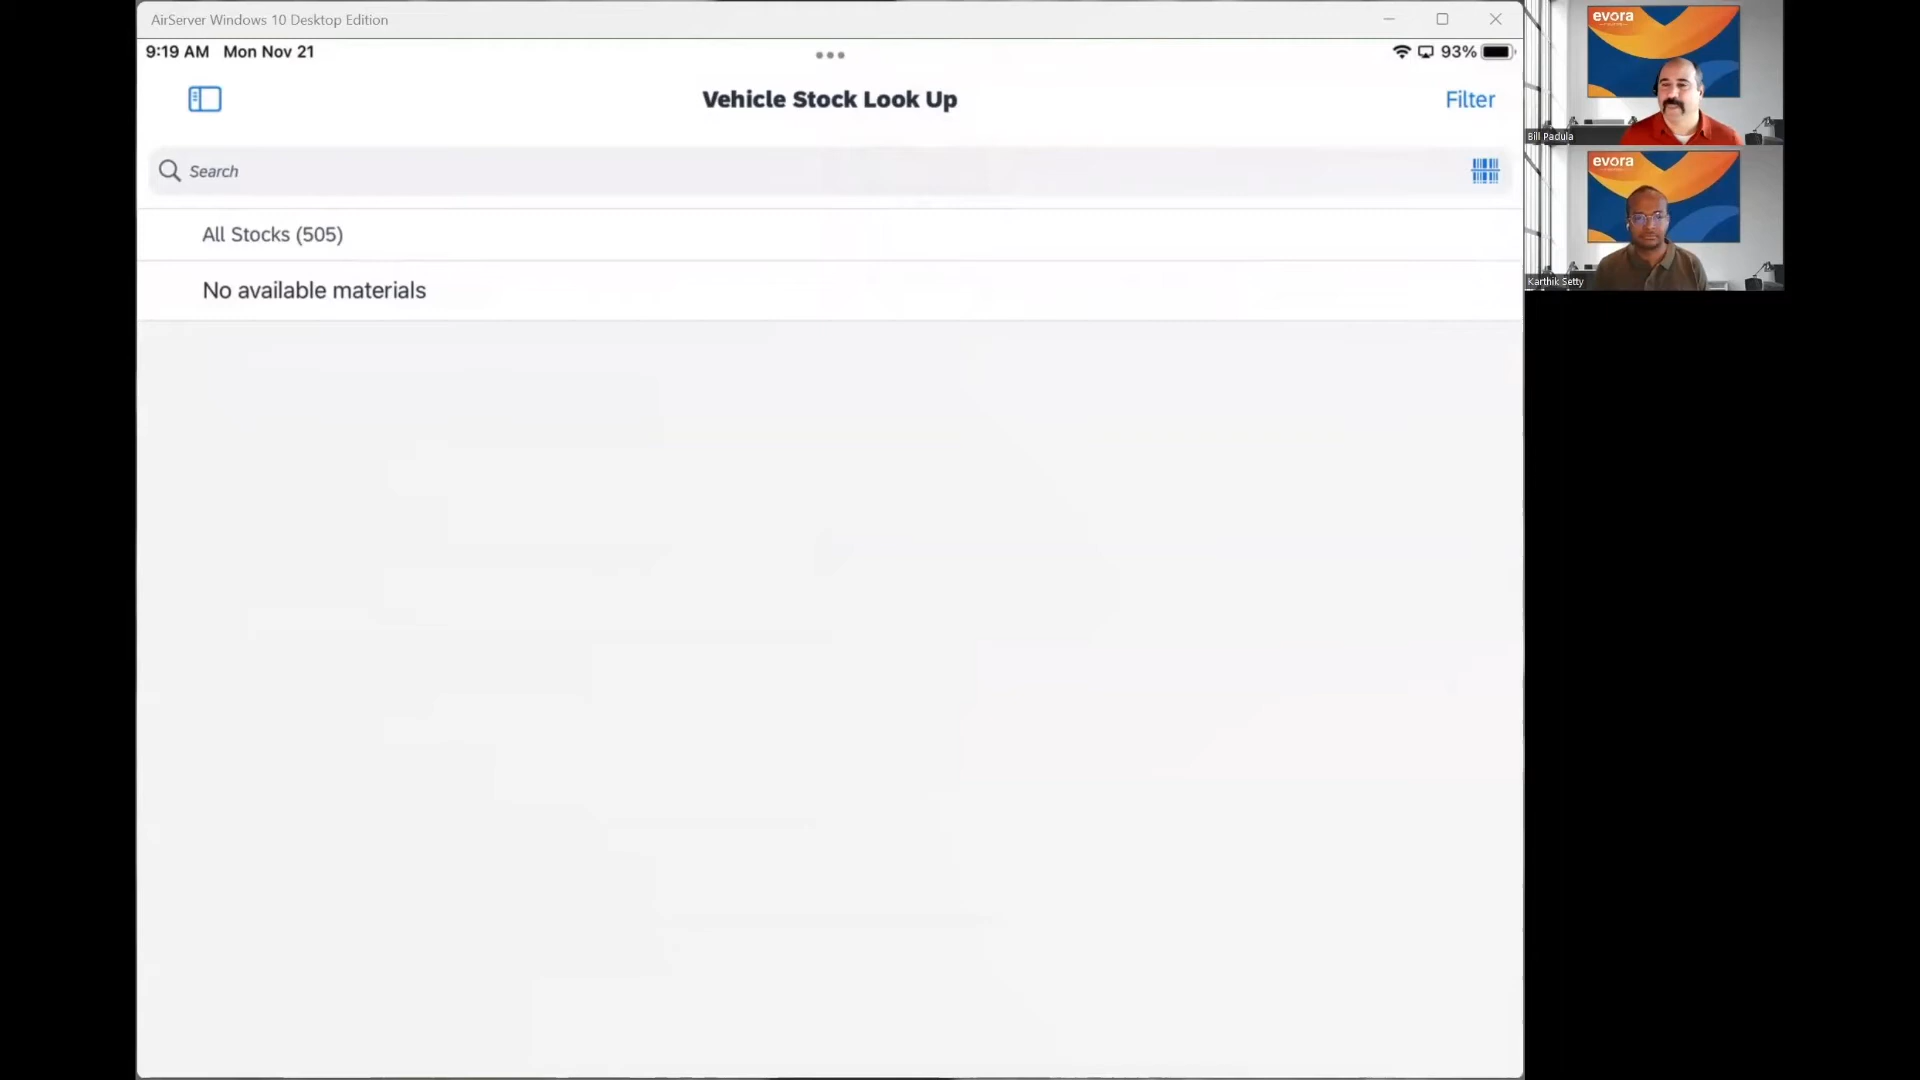 AirServer Windows 10 Desktop Edition
9:19 AM Mon Nov 21
93%
Vehicle Stock Look Up
Filter
Search
All Stocks (505)
No available materials
evora
Bill Padula
evora
Karthik Setty